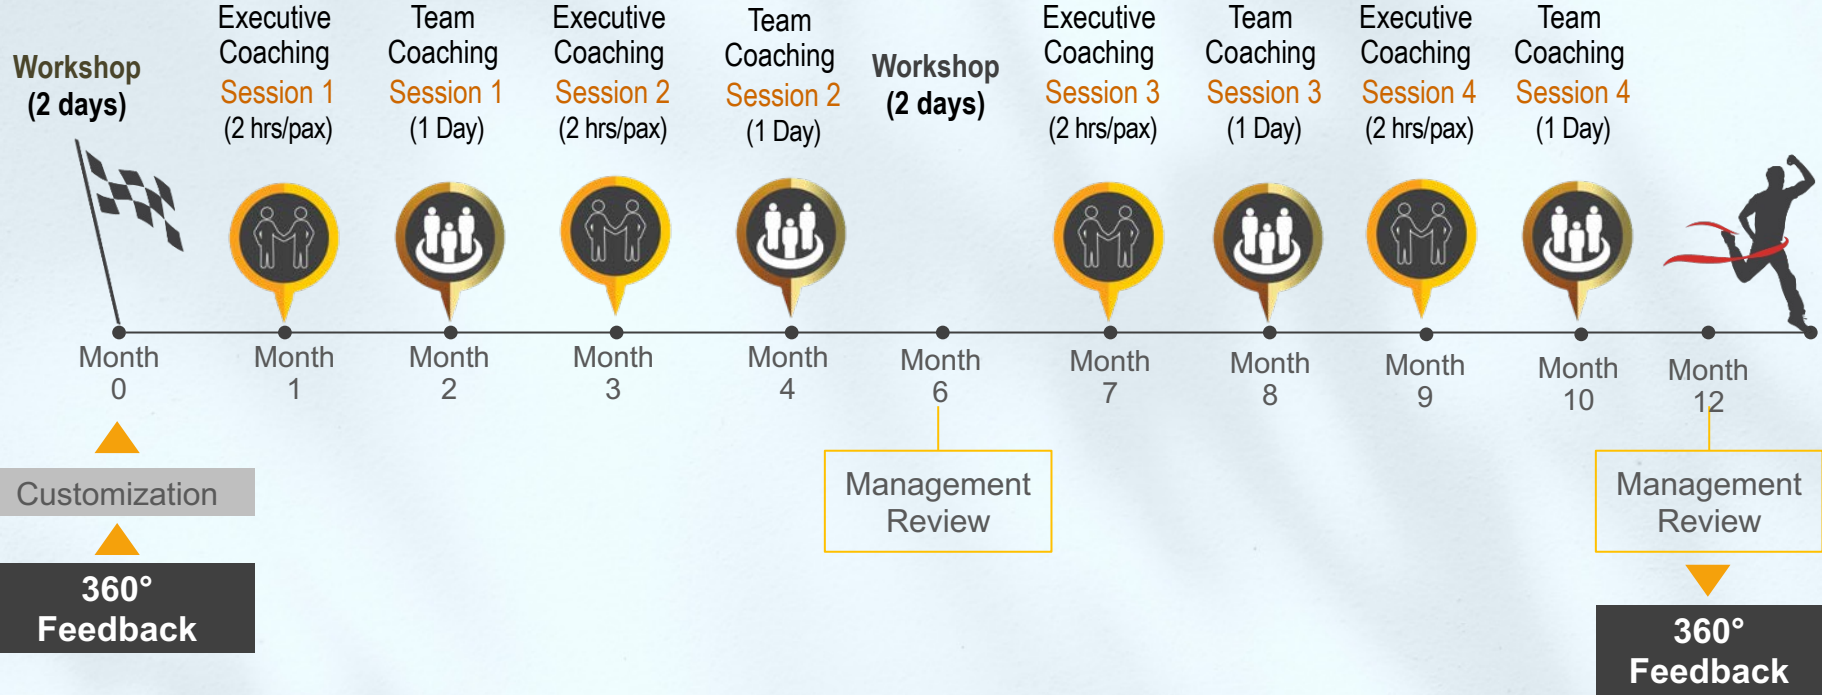 Workshop
(2 days)
Executive
Coaching
Session 1
(2 hrs/pax)
Team
Coaching
Session 1
(1 Day)
Executive
Coaching
Session 2
(2 hrs/pax)
Team
Coaching
Session 2
(1 Day)
Workshop
(2 days)
Executive
Coaching
Session 3
(2 hrs/pax)
Team
Coaching
Session 3
(1 Day)
Executive
Coaching
Session 4
(2 hrs/pax)
Team
Coaching
Session 4
(1 Day)
Month
0
Month
1
Month
2
Month
3
Month
4
Month
6
Month
7
Month
8
Month
9
Month
10
Month
12
Customization
360°
Feedback
Management
Review
Management
Review
360°
Feedback